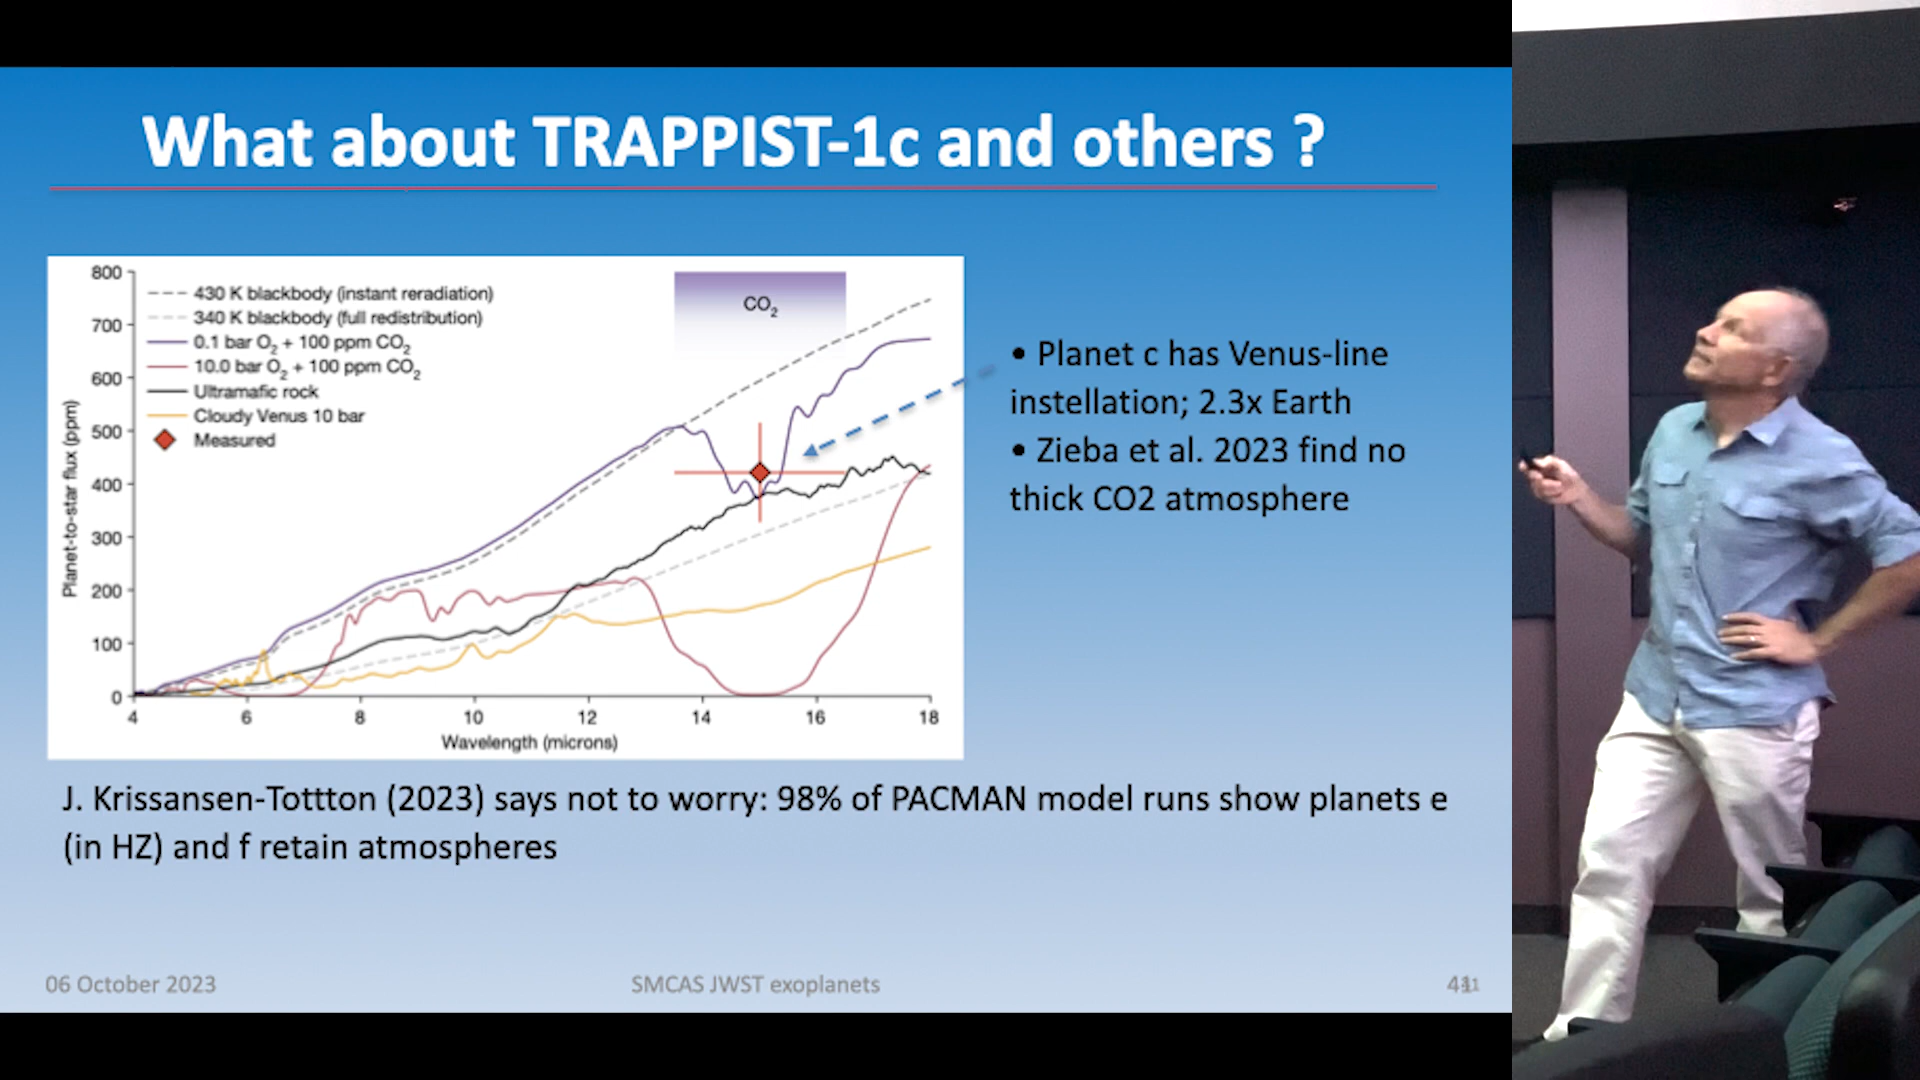 What about TRAPPIST-1c and others ?
800
700
600
500
400
300
200
100
0
Planet-to-star flux (ppm)
430 K blackbody (instant reradiation)
340 K blackbody (full redistribution)
0.1 bar O₂ + 100 ppm CO₂
10.0 bar O₂ + 100 ppm CO₂
Ultramafic rock
Cloudy Venus 10 bar
Measured
CO₂
4 6 8 10 12 14 16 18
Wavelength (microns)
• Planet c has Venus-line
instellation; 2.3x Earth
• Zieba et al. 2023 find no
thick CO2 atmosphere
J. Krissansen-Tottton (2023) says not to worry: 98% of PACMAN model runs show planets e
(in HZ) and f retain atmospheres
06 October 2023
SMCAS JWST exoplanets